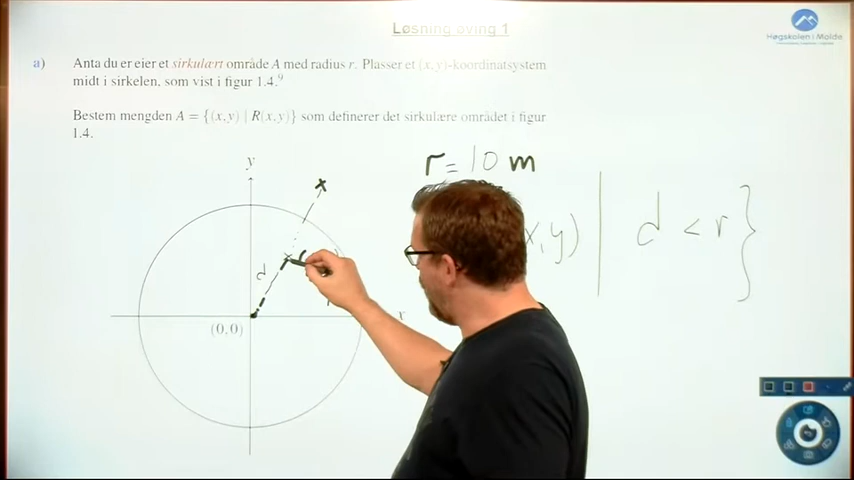 Løsning øving 1
Høgskolen i Molde
a) Anta du er eier et sirkulært område A med radius r. Plasser et (x,y)-koordinatsystem
midt i sirkelen, som vist i figur 1.4.⁹
Bestem mengden A = {(x,y) | R(x,y)} som definerer det sirkulære området i figur
1.4.
y
r = 10 m
x,y) | d < r }
d
(0,0)
x